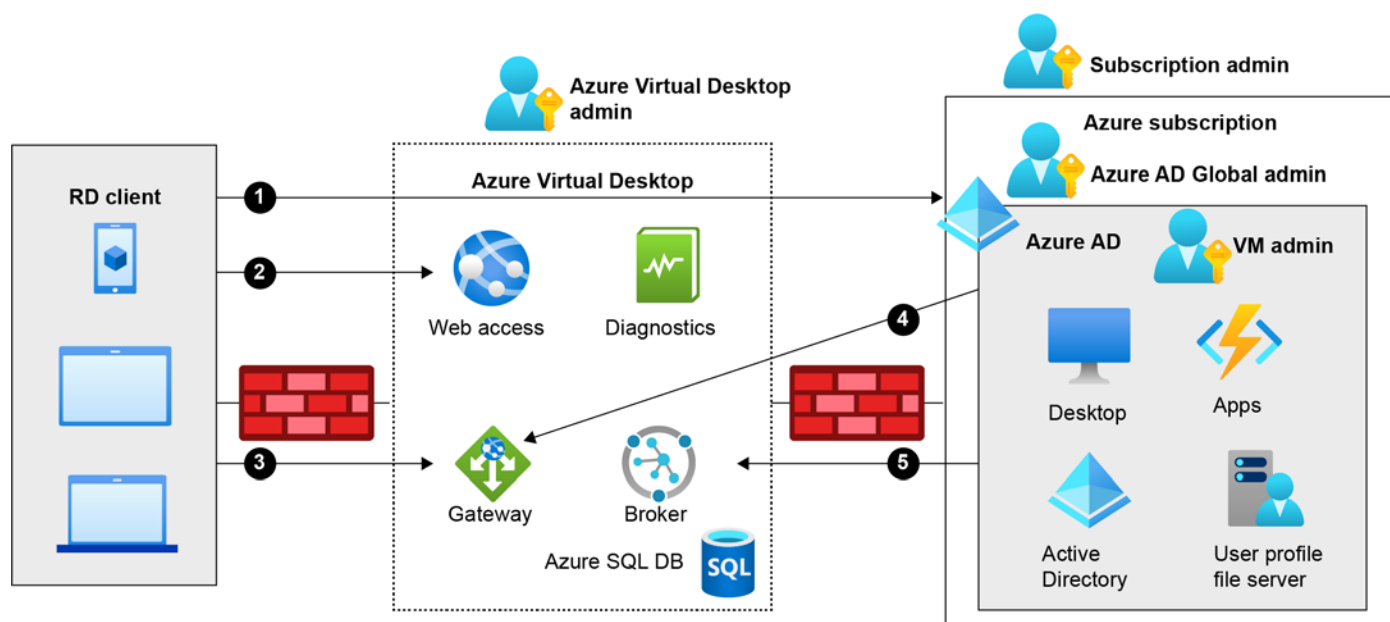 Subscription admin
Azure Virtual Desktop
admin
Azure subscription
Azure AD Global admin
RD client
1
Azure Virtual Desktop
Azure AD
VM admin
2
Web access
Diagnostics
4
Desktop
Apps
3
5
Gateway
Broker
Azure SQL DB
SQL
Active
Directory
User profile
file server